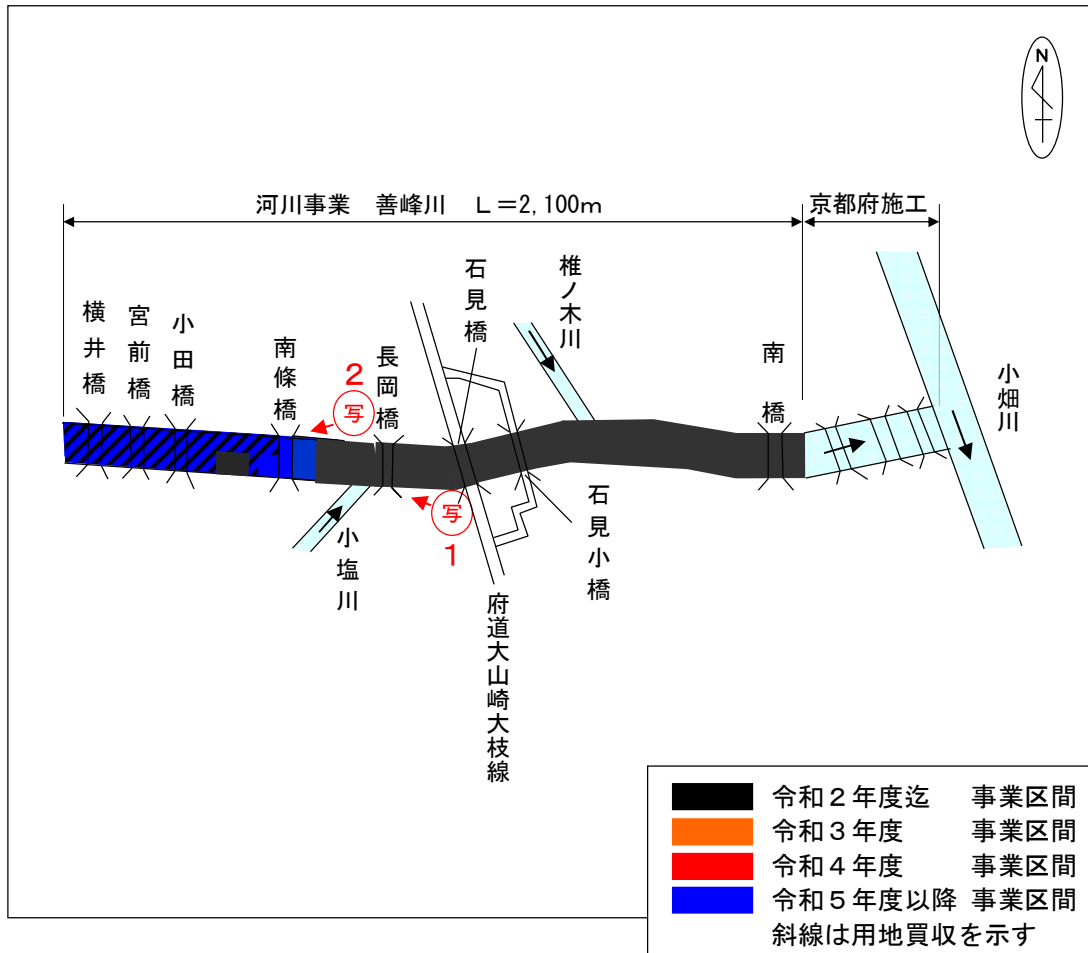 N
河川事業 善峰川 L=2,100m
京都府施工
横井橋
宮前橋
小田橋
南條橋
2
写
長岡橋
石見橋
椎ノ木川
南橋
小畑川
小塩川
写
1
府道大山崎大枝線
石見小橋
令和2年度迄 事業区間
令和3年度 事業区間
令和4年度 事業区間
令和5年度以降 事業区間
斜線は用地買収を示す